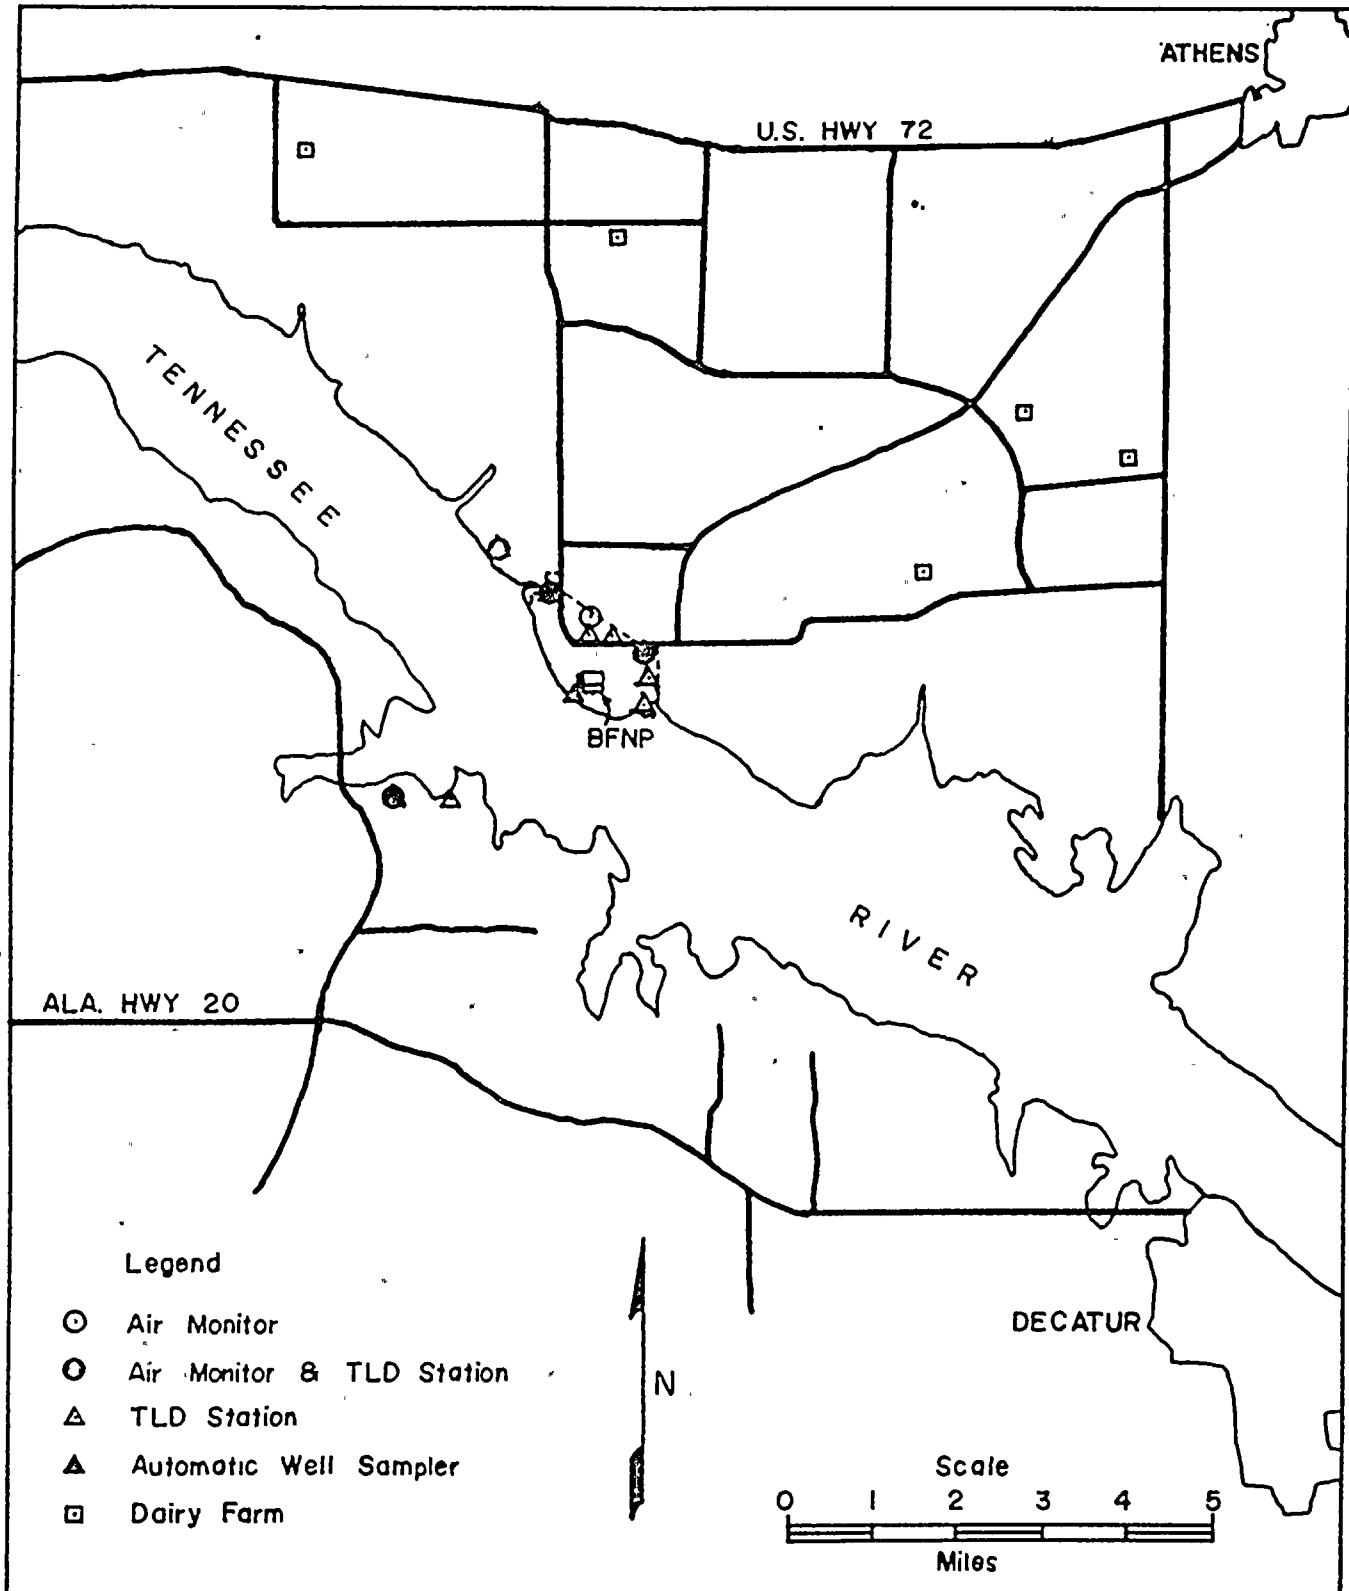 ATHENS
U.S. HWY 72
TENNESSEE
BFNP
RIVER
ALA. HWY 20
Legend
Air Monitor
Air Monitor & TLD Station
TLD Station
Automatic Well Sampler
Dairy Farm
N
DECATUR
Scale
0 1 2 3 4 5
Miles